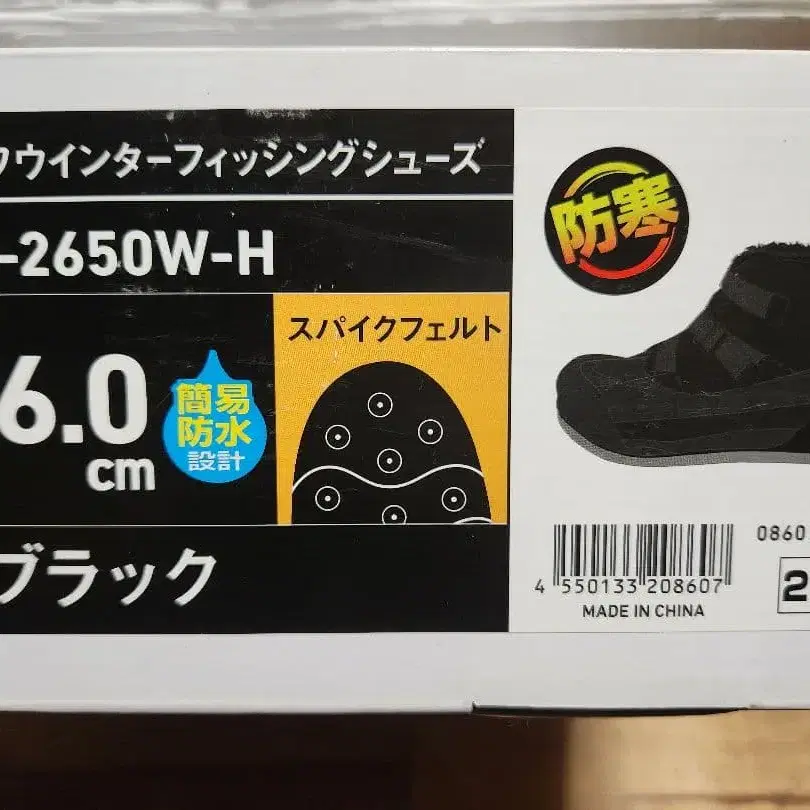 ワウインターフィッシングシューズ
-2650W-H
6.0
cm
簡易
防水
設計
スパイクフェルト
ブラック
防寒
4 550133 208607
MADE IN CHINA
0860
2